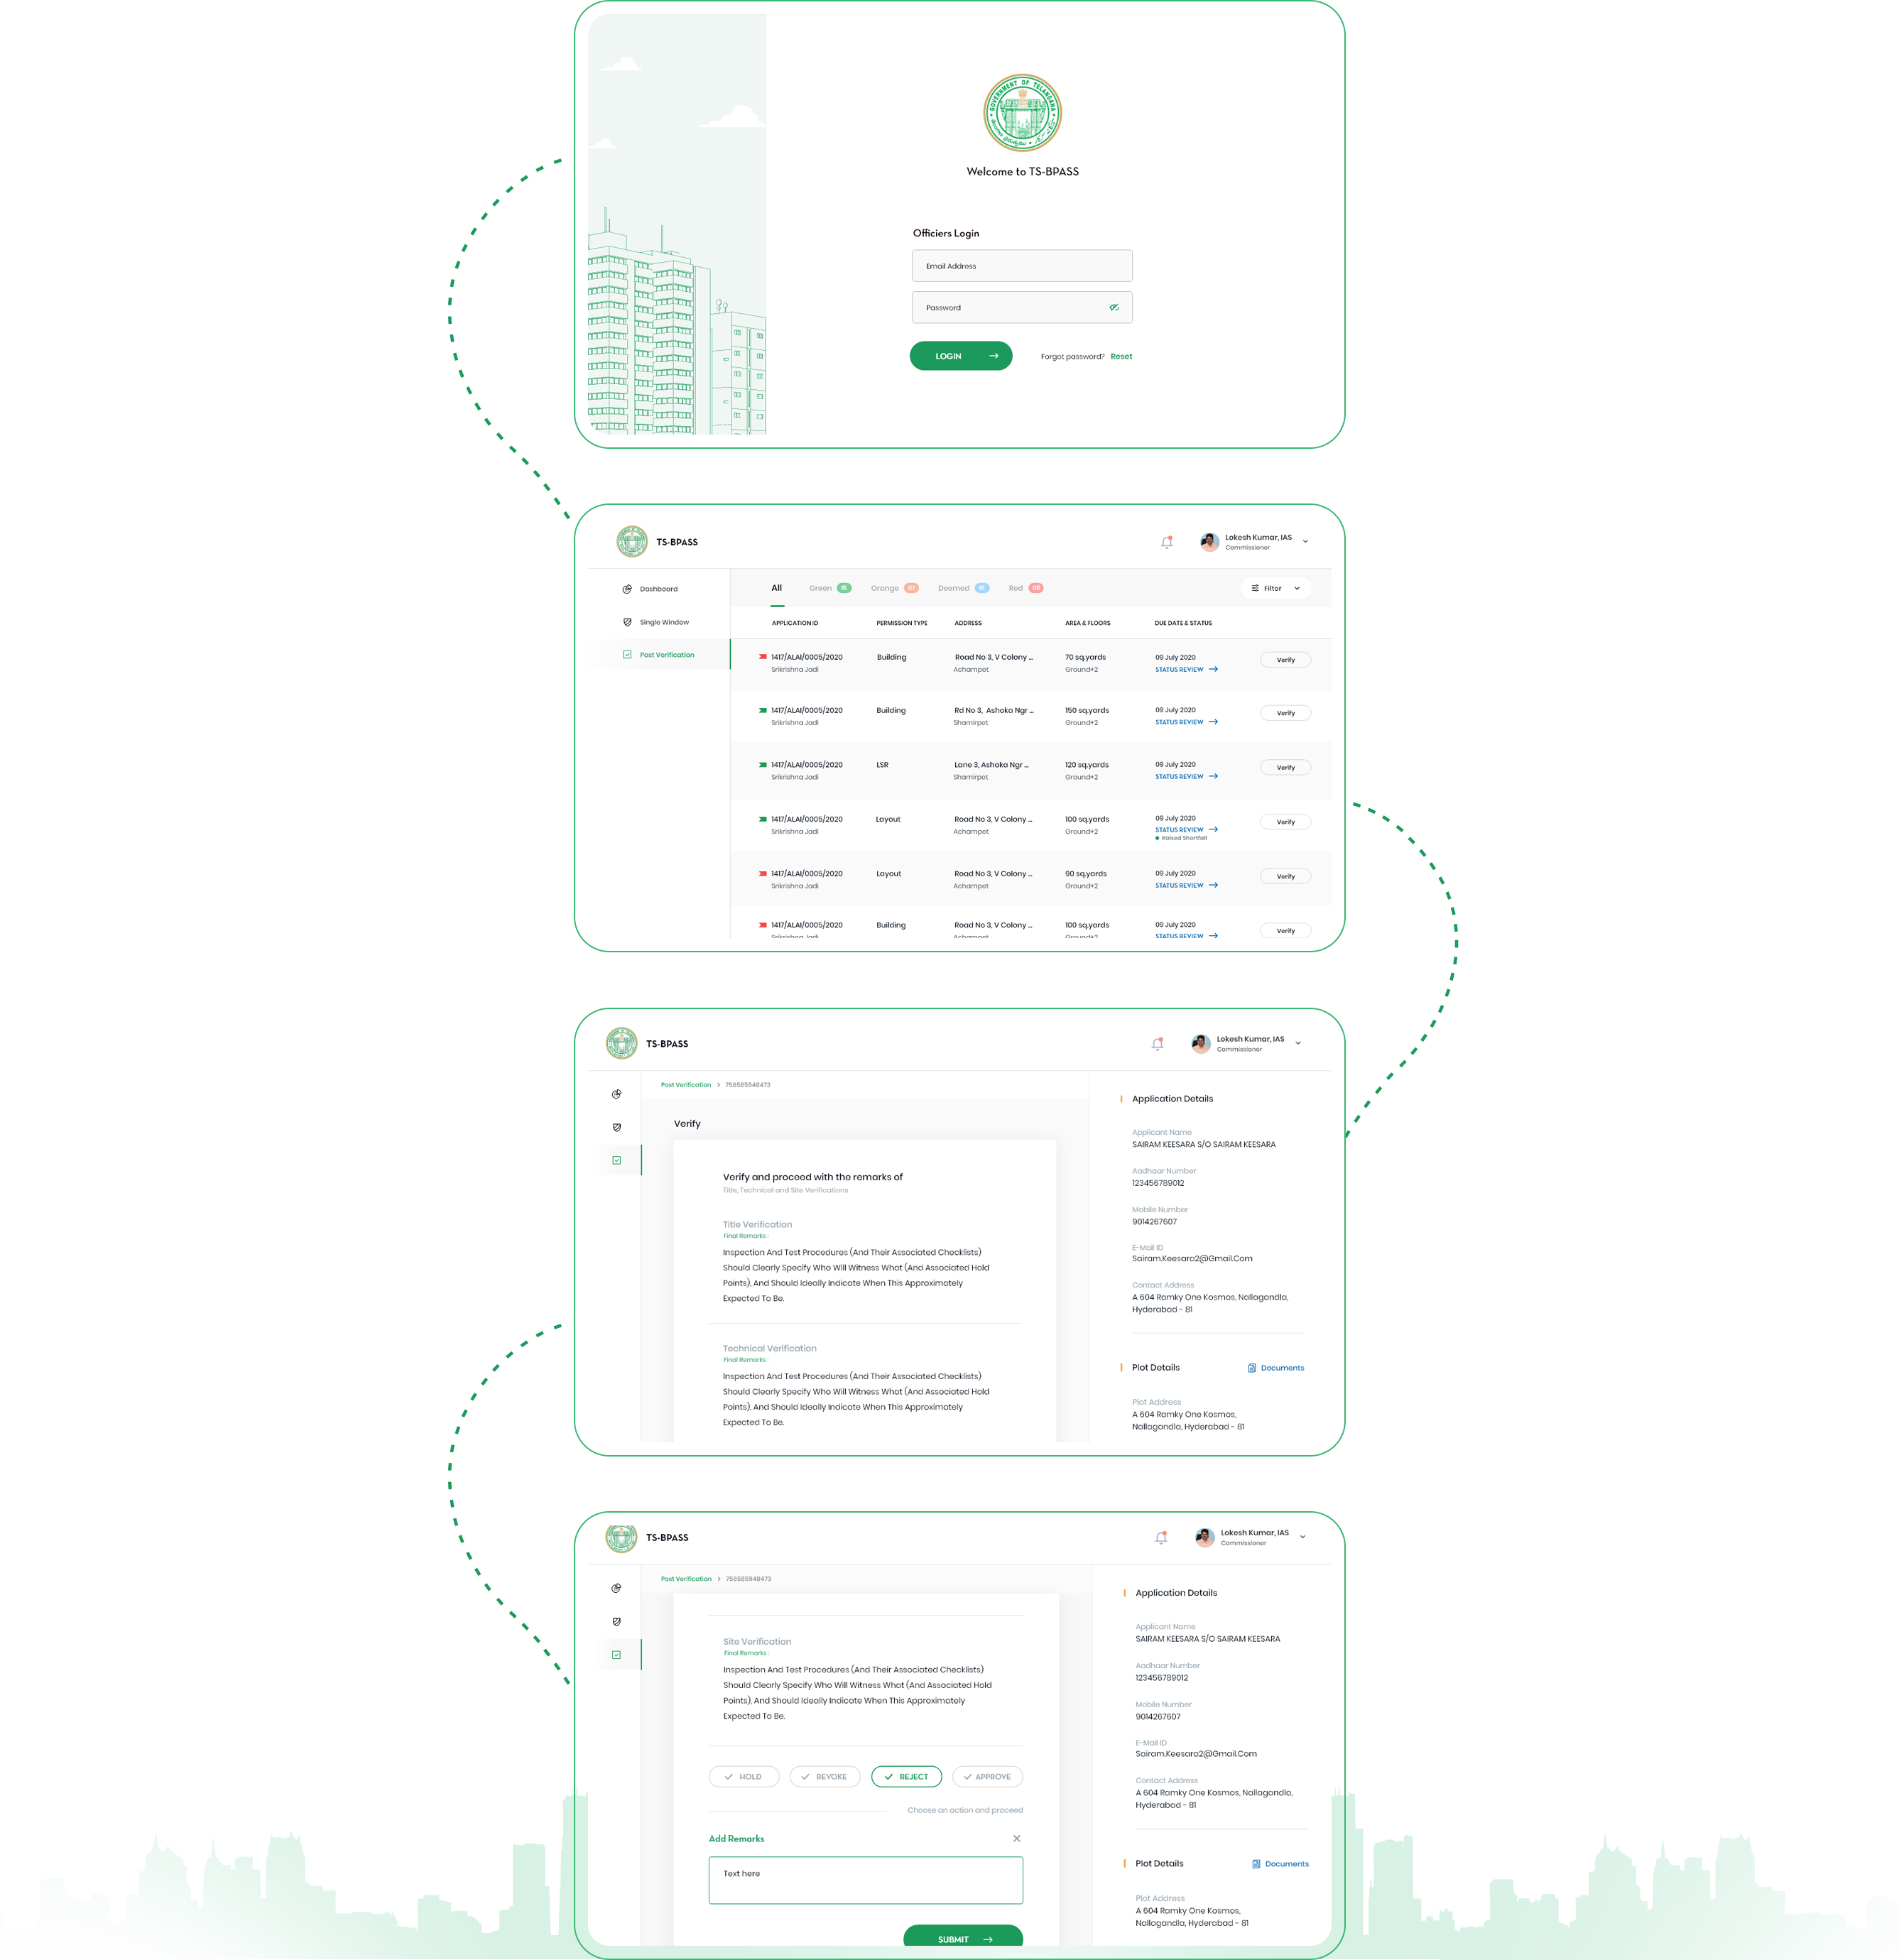 GOVERNMENT OF TELANGANA
Welcome to TS-BPASS
Officiers Login
Email Address
Password
LOGIN
Forgot password? Reset
TS-BPASS
Lokesh Kumar, IAS
Commissioner
Dashboard
Single Window
Post Verification
All Green Orange Deemed Red Filter
APPLICATION ID PERMISSION TYPE ADDRESS AREA & FLOORS DUE DATE & STATUS
1417/ALAI/0005/2020 Building Road No 3, V Colony ... 70 sq.yards 09 July 2020 Verify
Srikrishna Jadi Achampet Ground+2 STATUS REVIEW
1417/ALAI/0005/2020 Building Rd No 3, Ashoka Ngr ... 150 sq.yards 09 July 2020 Verify
Srikrishna Jadi Shamirpet Ground+2 STATUS REVIEW
1417/ALAI/0005/2020 LSR Lane 3, Ashoka Ngr ... 120 sq.yards 09 July 2020 Verify
Srikrishna Jadi Shamirpet Ground+2 STATUS REVIEW
1417/ALAI/0005/2020 Layout Road No 3, V Colony ... 100 sq.yards 09 July 2020 Verify
Srikrishna Jadi Achampet Ground+2 STATUS REVIEW
Raised Shortfall
1417/ALAI/0005/2020 Layout Road No 3, V Colony ... 90 sq.yards 09 July 2020 Verify
Srikrishna Jadi Achampet Ground+2 STATUS REVIEW
1417/ALAI/0005/2020 Building Road No 3, V Colony ... 100 sq.yards 09 July 2020 Verify
Srikrishna Jadi Achampet Ground+2 STATUS REVIEW
TS-BPASS
Lokesh Kumar, IAS
Commissioner
Post Verification > 756585948473
Verify
Verify and proceed with the remarks of
Title, Technical and Site Verifications
Title Verification
Final Remarks :
Inspection And Test Procedures (And Their Associated Checklists)
Should Clearly Specify Who Will Witness What (And Associated Hold
Points), And Should Ideally Indicate When This Approximately
Expected To Be.
Technical Verification
Final Remarks :
Inspection And Test Procedures (And Their Associated Checklists)
Should Clearly Specify Who Will Witness What (And Associated Hold
Points), And Should Ideally Indicate When This Approximately
Expected To Be.
Application Details
Applicant Name
SAIRAM KEESARA S/O SAIRAM KEESARA
Aadhaar Number
123456789012
Mobile Number
9014267607
E-Mail ID
Sairam.Keesara2@Gmail.Com
Contact Address
A 604 Ramky One Kosmos, Nallagandla,
Hyderabad - 81
Plot Details Documents
Plot Address
A 604 Ramky One Kosmos,
Nallagandla, Hyderabad - 81
TS-BPASS
Lokesh Kumar, IAS
Commissioner
Post Verification > 756585948473
Site Verification
Final Remarks :
Inspection And Test Procedures (And Their Associated Checklists)
Should Clearly Specify Who Will Witness What (And Associated Hold
Points), And Should Ideally Indicate When This Approximately
Expected To Be.
HOLD REVOKE REJECT APPROVE
Choose an action and proceed
Add Remarks
Text here
SUBMIT
Application Details
Applicant Name
SAIRAM KEESARA S/O SAIRAM KEESARA
Aadhaar Number
123456789012
Mobile Number
9014267607
E-Mail ID
Sairam.Keesara2@Gmail.Com
Contact Address
A 604 Ramky One Kosmos, Nallagandla,
Hyderabad - 81
Plot Details Documents
Plot Address
A 604 Ramky One Kosmos,
Nallagandla, Hyderabad - 81